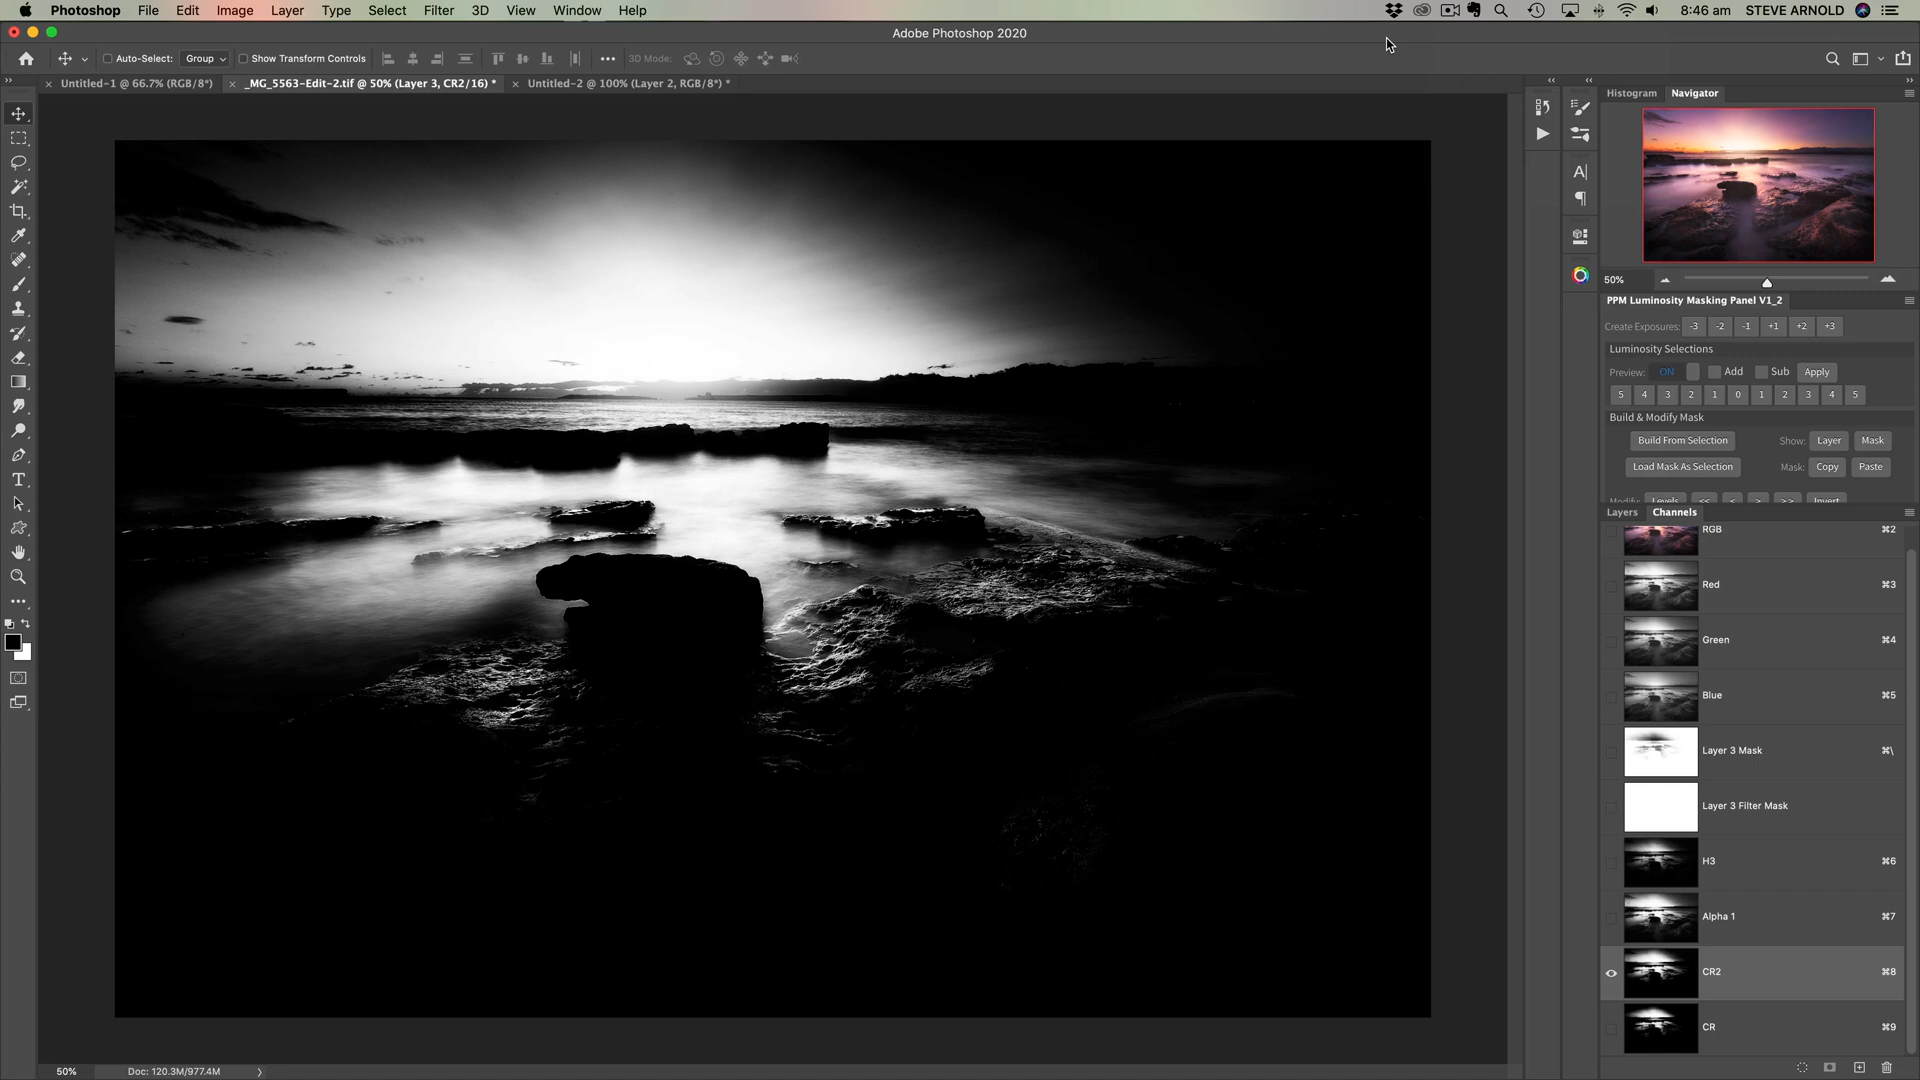 Photoshop File Edit Image Layer Type Select Filter 3D View Window Help 8:46 am STEVE ARNOLD
Adobe Photoshop 2020
Auto-Select: Group Show Transform Controls 3D Mode:
Untitled-1 @ 66.7% (RGB/8*) _MG_5563-Edit-2.tif @ 50% (Layer 3, CR2/16) * Untitled-2 @ 100% (Layer 2, RGB/8*) *
Histogram Navigator
50%
PPM Luminosity Masking Panel V1_2
Create Exposures: -3 -2 -1 +1 +2 +3
Luminosity Selections
Preview: ON Add Sub Apply
5 4 3 2 1 0 1 2 3 4 5
Build & Modify Mask
Build From Selection Show: Layer Mask
Load Mask As Selection Mask: Copy Paste
Modify: Levels << < > >> Invert
Layers Channels
RGB ⌘2
Red ⌘3
Green ⌘4
Blue ⌘5
Layer 3 Mask ⌘\
Layer 3 Filter Mask
H3 ⌘6
Alpha 1 ⌘7
CR2 ⌘8
CR ⌘9
50% Doc: 120.3M/977.4M